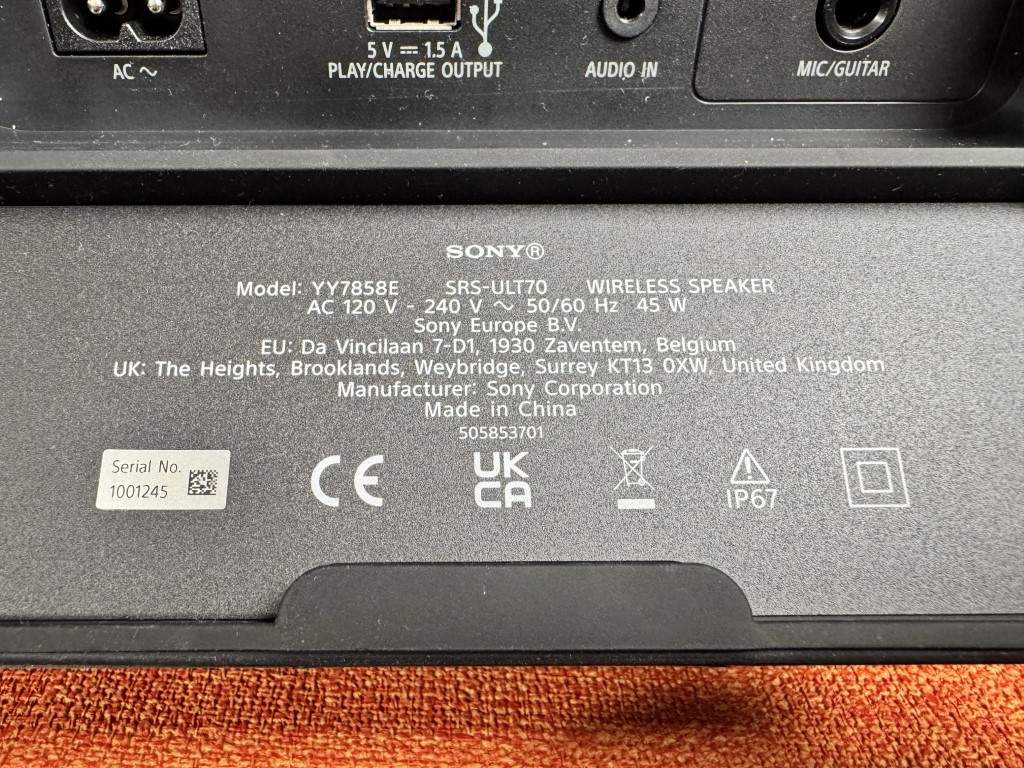 5 V ⎓ 1.5 A
AC ~ PLAY/CHARGE OUTPUT AUDIO IN MIC/GUITAR
SONY®
Model: YY7858E SRS-ULT70 WIRELESS SPEAKER
AC 120 V - 240 V ~ 50/60 Hz 45 W
Sony Europe B.V.
EU: Da Vincilaan 7-D1, 1930 Zaventem, Belgium
UK: The Heights, Brooklands, Weybridge, Surrey KT13 0XW, United Kingdom
Manufacturer: Sony Corporation
Made in China
505853701
Serial No.
1001245
CE
UK
CA
IP67